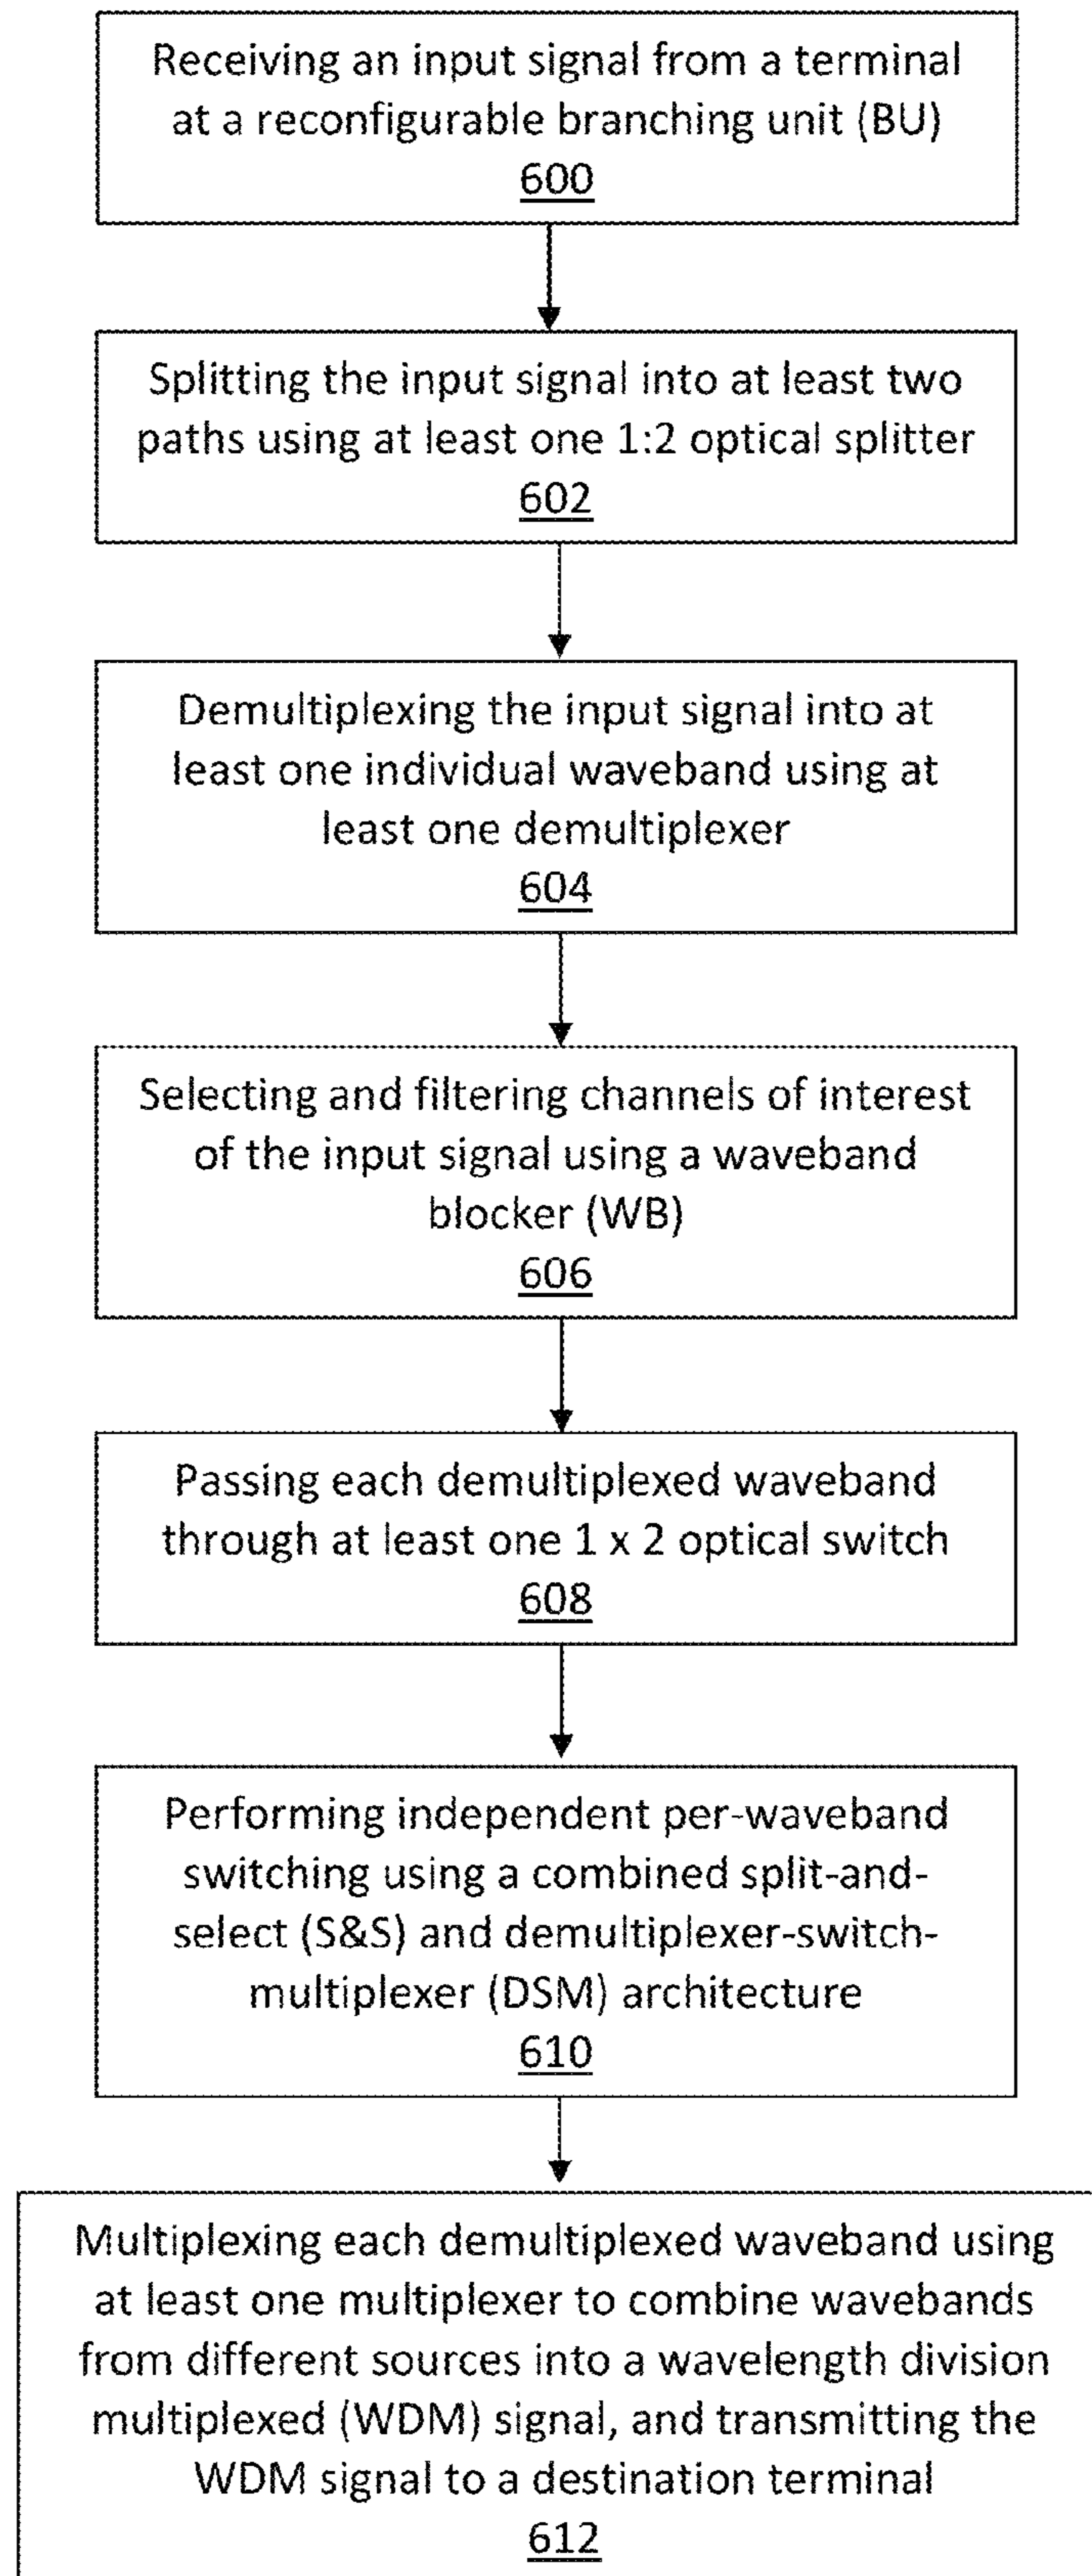 Receiving an input signal from a terminal
at a reconfigurable branching unit (BU)
600
Splitting the input signal into at least two
paths using at least one 1:2 optical splitter
602
Demultiplexing the input signal into at
least one individual waveband using at
least one demultiplexer
604
Selecting and filtering channels of interest
of the input signal using a waveband
blocker (WB)
606
Passing each demultiplexed waveband
through at least one 1 x 2 optical switch
608
Performing independent per-waveband
switching using a combined split-and-
select (S&S) and demultiplexer-switch-
multiplexer (DSM) architecture
610
Multiplexing each demultiplexed waveband using
at least one multiplexer to combine wavebands
from different sources into a wavelength division
multiplexed (WDM) signal, and transmitting the
WDM signal to a destination terminal
612